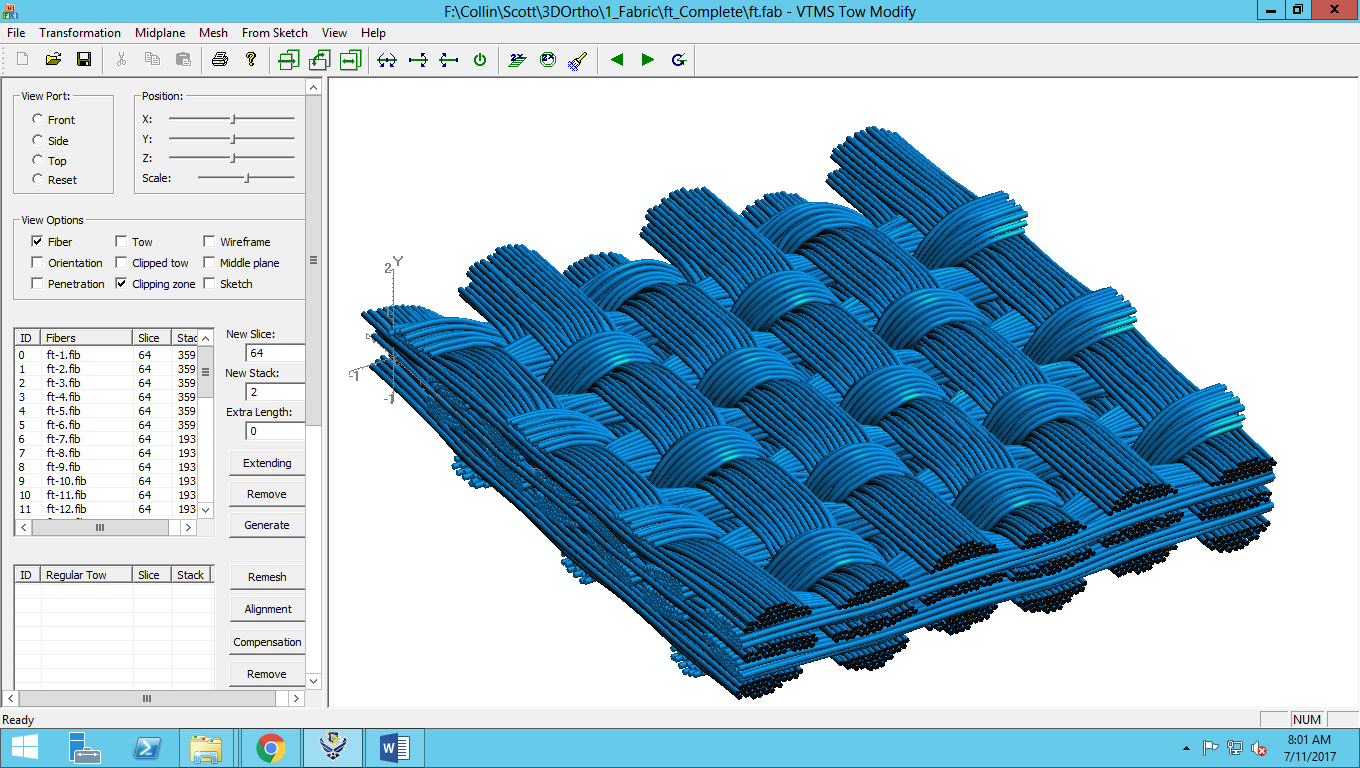 F:\Collin\Scott\3DOrtho\1_Fabric\ft_Complete\ft.fab - VTMS Tow Modify
File Transformation Midplane Mesh From Sketch View Help
View Port:
Front
Side
Top
Reset
Position:
X:
Y:
Z:
Scale:
View Options
Fiber Tow Wireframe
Orientation Clipped tow Middle plane
Penetration Clipping zone Sketch
ID Fibers Slice Stac
0 ft-1.fib 64 359
1 ft-2.fib 64 359
2 ft-3.fib 64 359
3 ft-4.fib 64 359
4 ft-5.fib 64 359
5 ft-6.fib 64 359
6 ft-7.fib 64 193
7 ft-8.fib 64 193
8 ft-9.fib 64 193
9 ft-10.fib 64 193
10 ft-11.fib 64 193
11 ft-12.fib 64 193
New Slice:
64
New Stack:
2
Extra Length:
0
Extending
Remove
Generate
ID Regular Tow Slice Stack
Remesh
Alignment
Compensation
Remove
Y
2
-1
-1
Ready
NUM
8:01 AM
7/11/2017